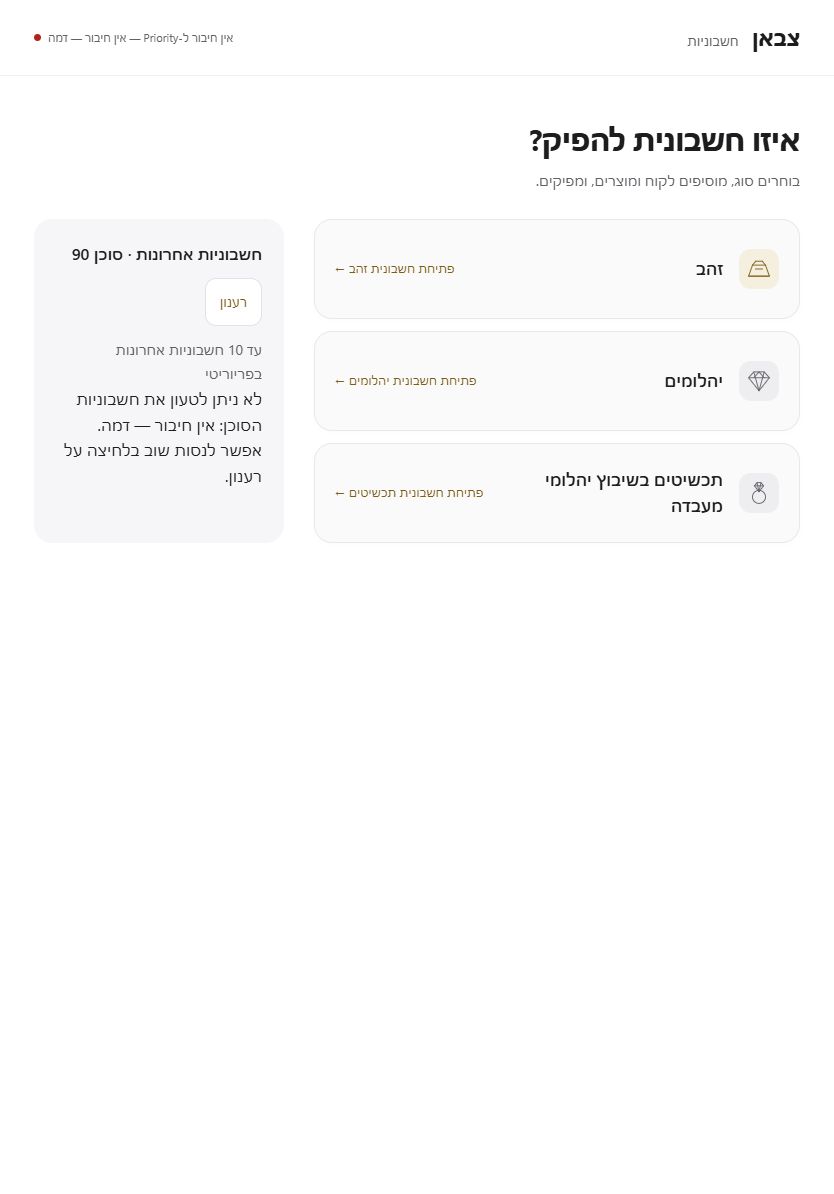 צבאן חשבוניות
אין חיבור ל-Priority — אין חיבור — דמה
איזו חשבונית להפיק?
בוחרים סוג, מוסיפים לקוח ומוצרים, ומפיקים.
זהב
פתיחת חשבונית זהב ←
יהלומים
פתיחת חשבונית יהלומים ←
תכשיטים בשיבוץ יהלומי
מעבדה
פתיחת חשבונית תכשיטים ←
חשבוניות אחרונות · סוכן 90
רענון
עד 10 חשבוניות אחרונות
בפריוריטי
לא ניתן לטעון את חשבוניות
הסוכן: אין חיבור — דמה.
אפשר לנסות שוב בלחיצה על
רענון.